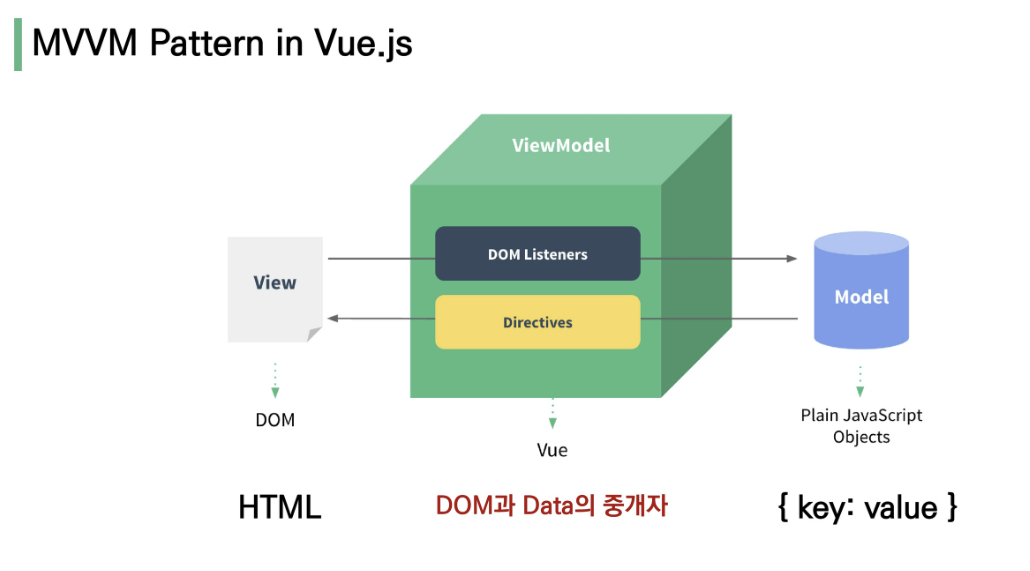 MVVM Pattern in Vue.js
ViewModel
DOM Listeners
View
Model
Directives
DOM
Plain JavaScript
Objects
Vue
HTML
DOM과 Data의 중개자
{ key: value }